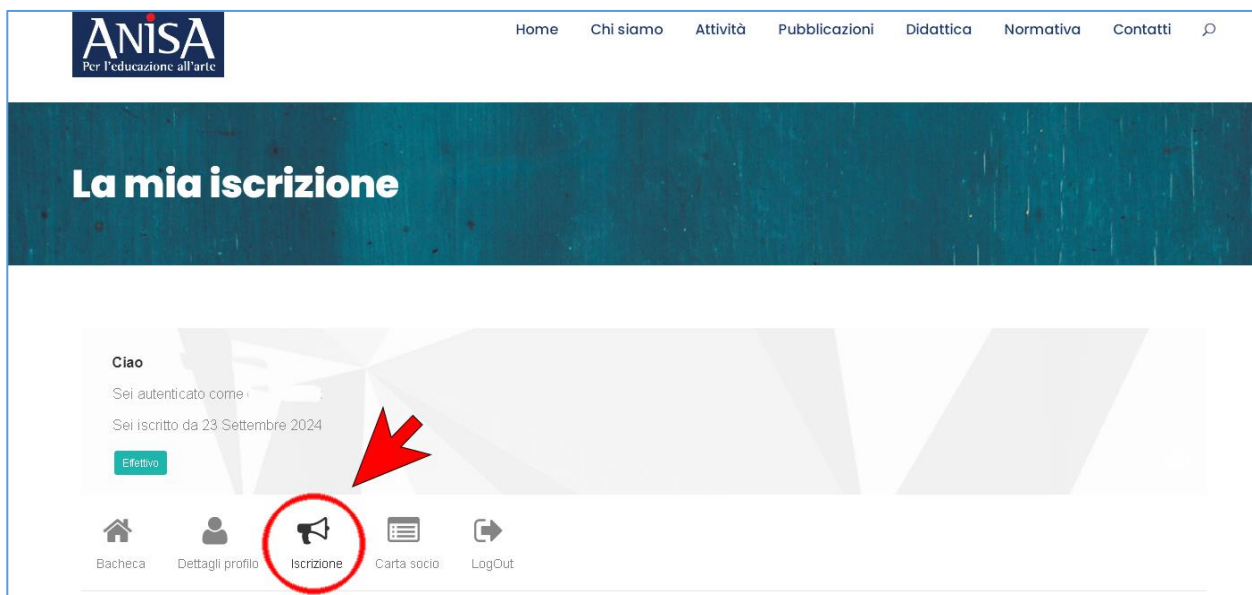 ANiSA
Per l'educazione all'arte
Home Chi siamo Attività Pubblicazioni Didattica Normativa Contatti
La mia iscrizione
Ciao
Sei autenticato come
Sei iscritto da 23 Settembre 2024
Effettivo
Bacheca Dettagli profilo Iscrizione Carta socio LogOut